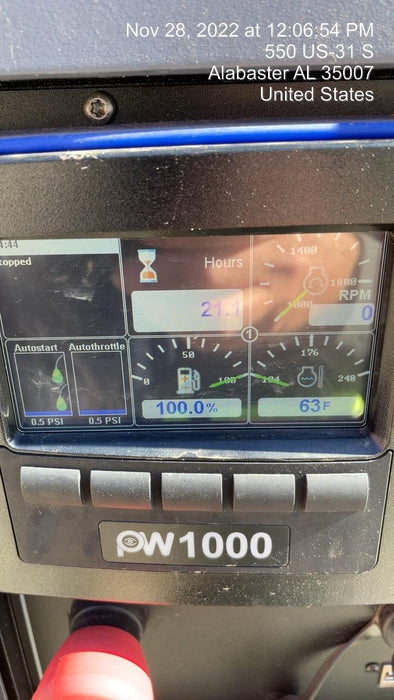 Nov 28, 2022 at 12:06:54 PM
550 US-31 S
Alabaster AL 35007
United States
:44
topped
Hours
21.1
1400
1800
1000
RPM
0
1
Autostart Autothrottle
0.5 PSI 0.5 PSI
50
0
100
100.0%
176
104
248
63F
PW1000